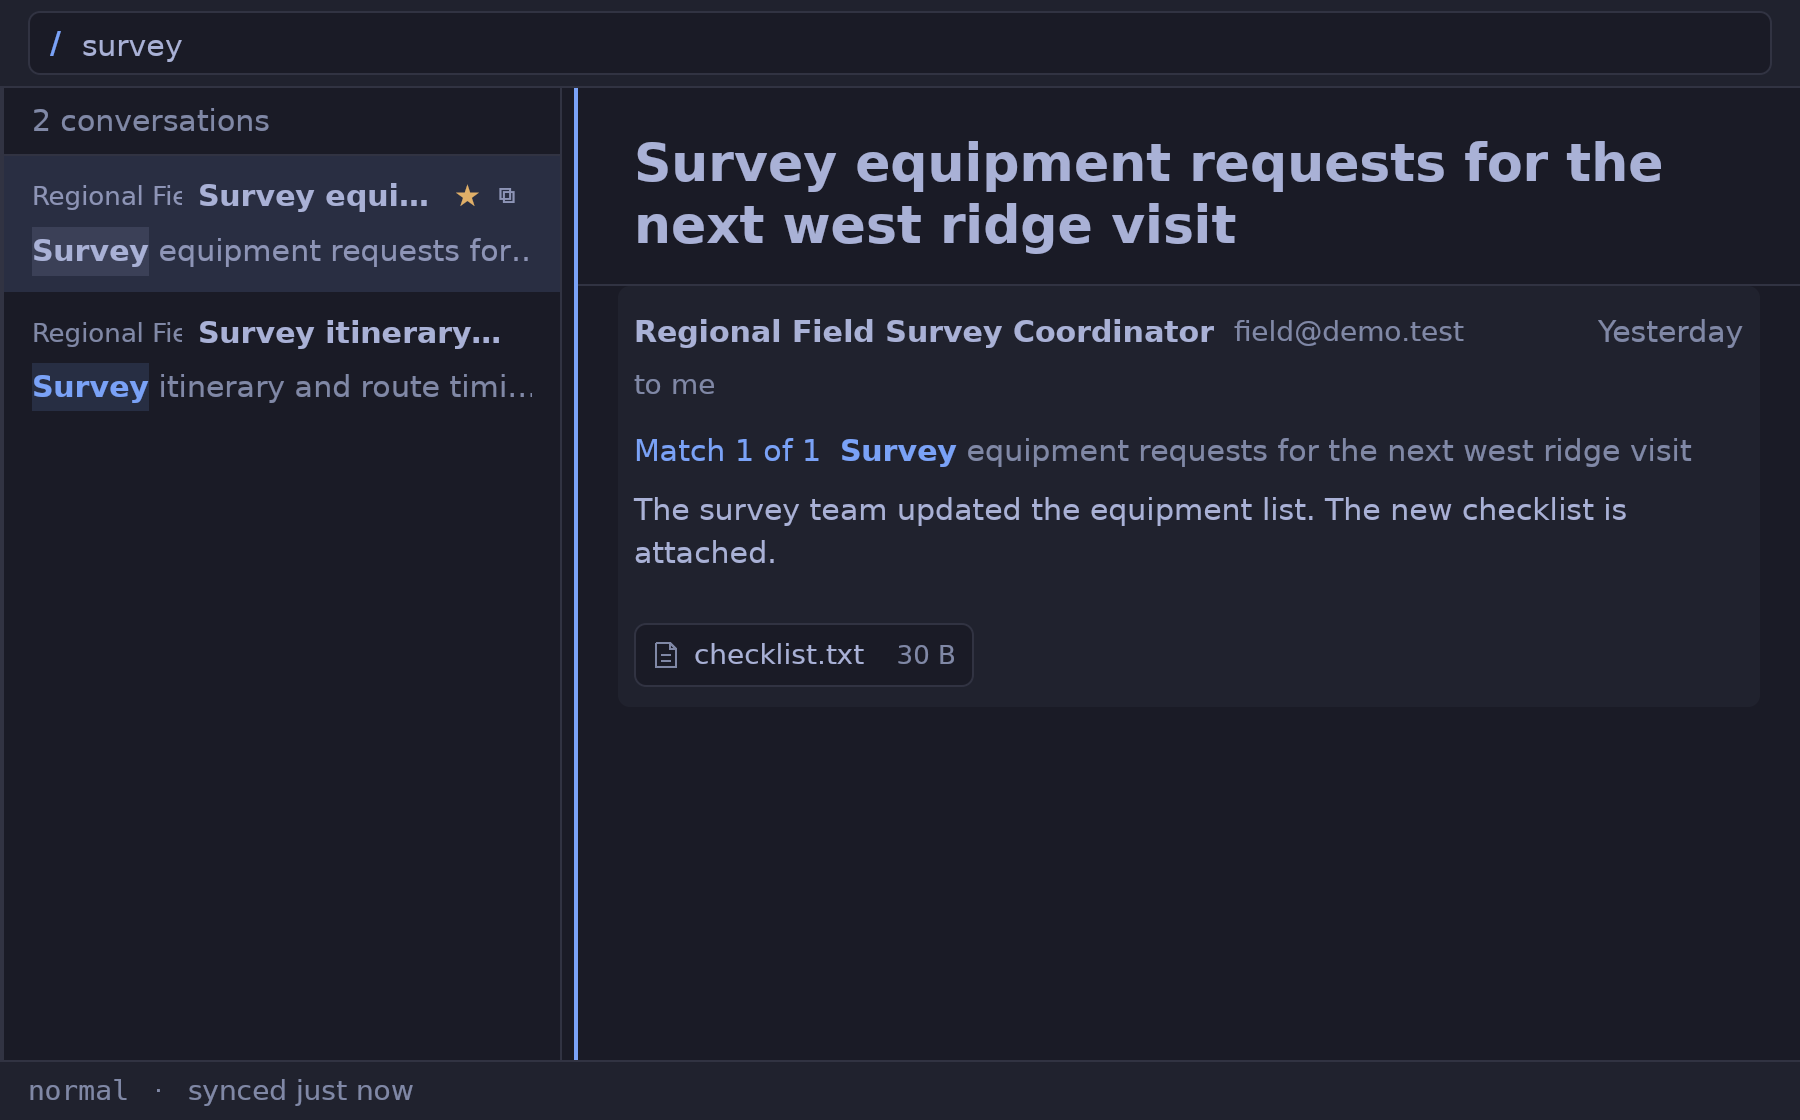 / survey
2 conversations
Regional Fie Survey equi… ★
Survey equipment requests for…
Regional Fie Survey itinerary…
Survey itinerary and route timi…
Survey equipment requests for the
next west ridge visit
Regional Field Survey Coordinator field@demo.test Yesterday
to me
Match 1 of 1 Survey equipment requests for the next west ridge visit
The survey team updated the equipment list. The new checklist is
attached.
checklist.txt 30 B
normal · synced just now